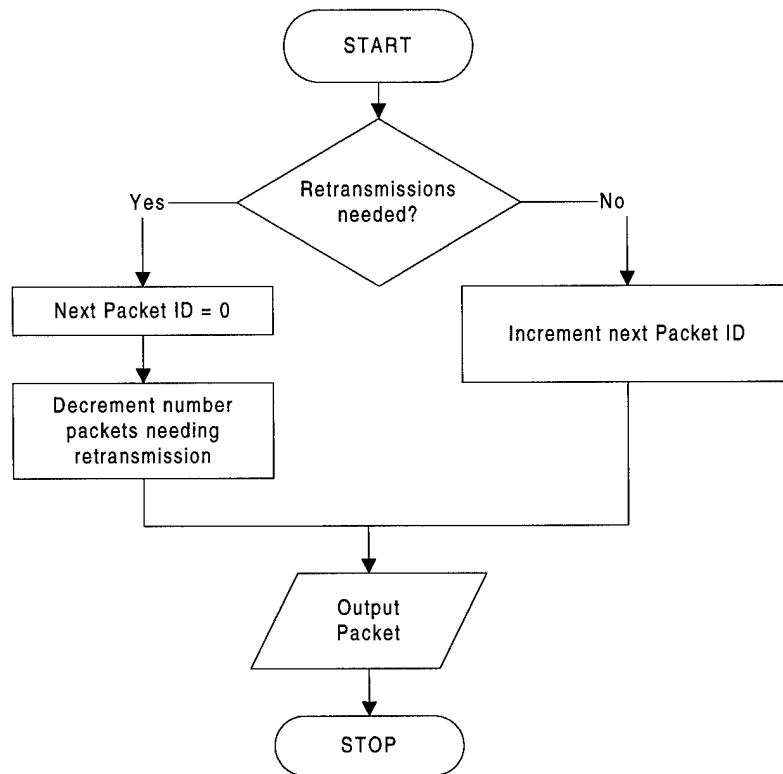 START
Retransmissions
needed?
Yes
No
Next Packet ID = 0
Increment next Packet ID
Decrement number
packets needing
retransmission
Output
Packet
STOP